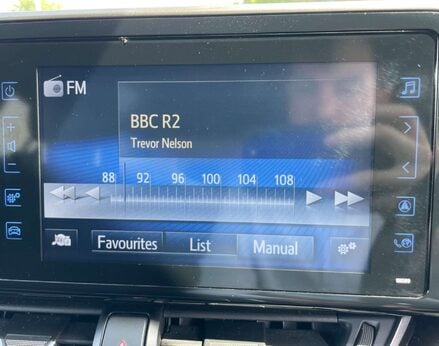 FM
BBC R2
Trevor Nelson
88 92 96 100 104 108
Favourites List Manual